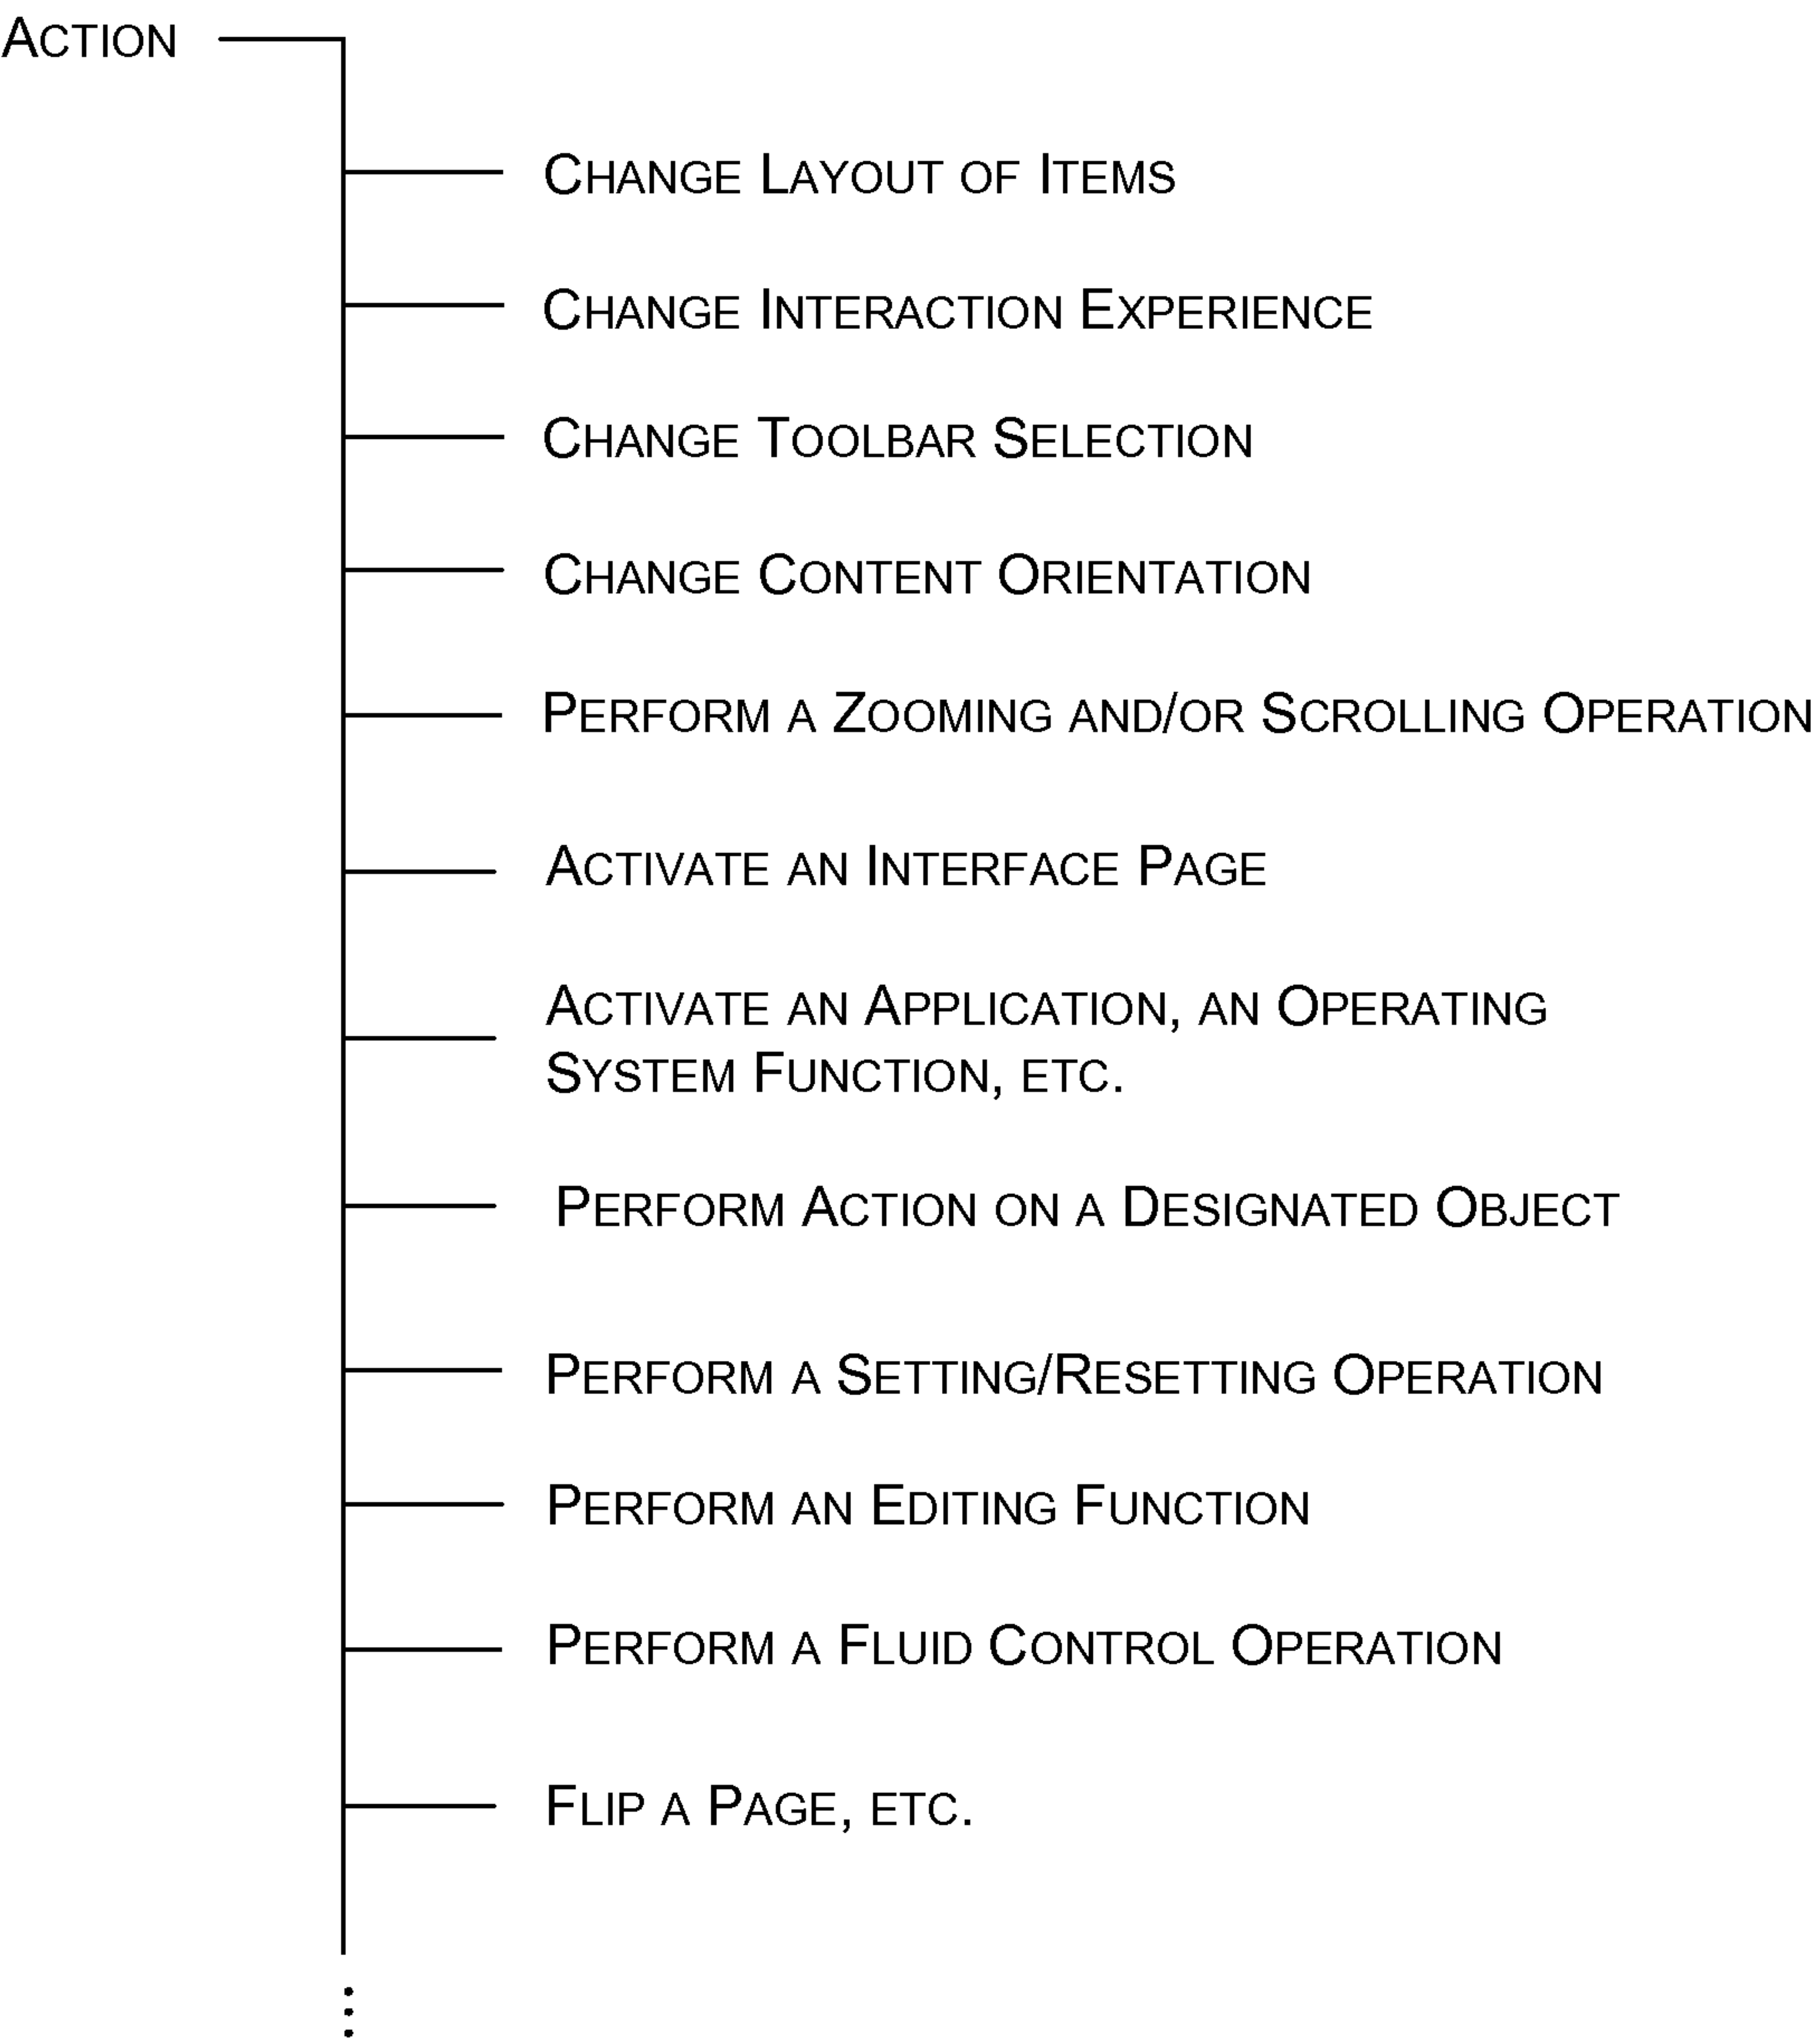 ACTION
CHANGE LAYOUT OF ITEMS
CHANGE INTERACTION EXPERIENCE
CHANGE TOOLBAR SELECTION
CHANGE CONTENT ORIENTATION
PERFORM A ZOOMING AND/OR SCROLLING OPERATION
ACTIVATE AN INTERFACE PAGE
ACTIVATE AN APPLICATION, AN OPERATING
SYSTEM FUNCTION, ETC.
PERFORM ACTION ON A DESIGNATED OBJECT
PERFORM A SETTING/RESETTING OPERATION
PERFORM AN EDITING FUNCTION
PERFORM A FLUID CONTROL OPERATION
FLIP A PAGE, ETC.